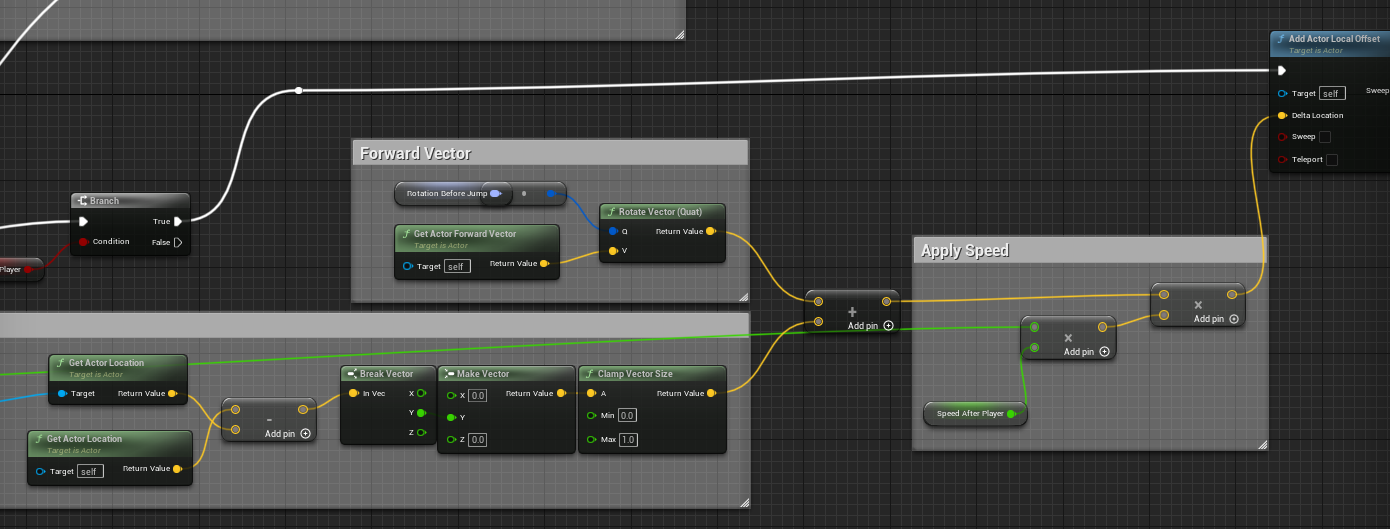 Add Actor Local Offset
Target is Actor
Target self
Sweep
Delta Location
Sweep
Teleport
Branch
True
Condition
False
Player
Forward Vector
Rotation Before Jump
Get Actor Forward Vector
Target is Actor
Target self
Return Value
Rotate Vector (Quat)
Q
Return Value
V
+
Add pin
Apply Speed
×
Add pin
×
Add pin
Speed After Player
Get Actor Location
Target is Actor
Target
Return Value
Get Actor Location
Target is Actor
Target self
Return Value
-
Add pin
Break Vector
In Vec
X
Y
Z
Make Vector
X 0.0
Return Value
Y
Z 0.0
Clamp Vector Size
A
Return Value
Min 0.0
Max 1.0